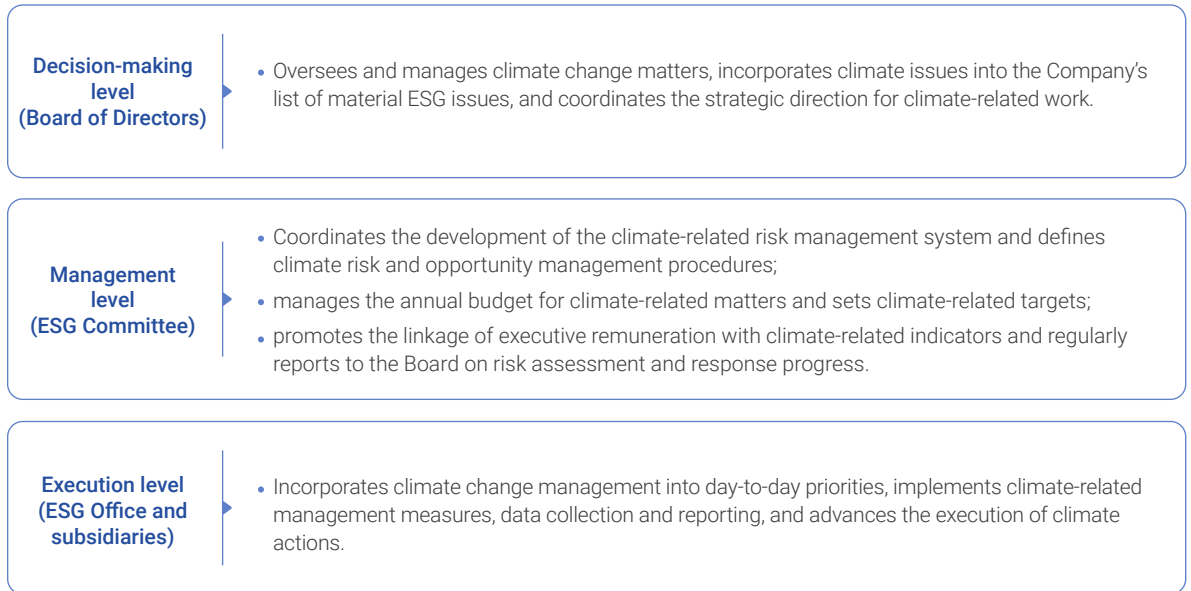 Decision-making
level
(Board of Directors)
• Oversees and manages climate change matters, incorporates climate issues into the Company's
list of material ESG issues, and coordinates the strategic direction for climate-related work.
Management
level
(ESG Committee)
• Coordinates the development of the climate-related risk management system and defines
climate risk and opportunity management procedures;
• manages the annual budget for climate-related matters and sets climate-related targets;
• promotes the linkage of executive remuneration with climate-related indicators and regularly
reports to the Board on risk assessment and response progress.
Execution level
(ESG Office and
subsidiaries)
• Incorporates climate change management into day-to-day priorities, implements climate-related
management measures, data collection and reporting, and advances the execution of climate
actions.